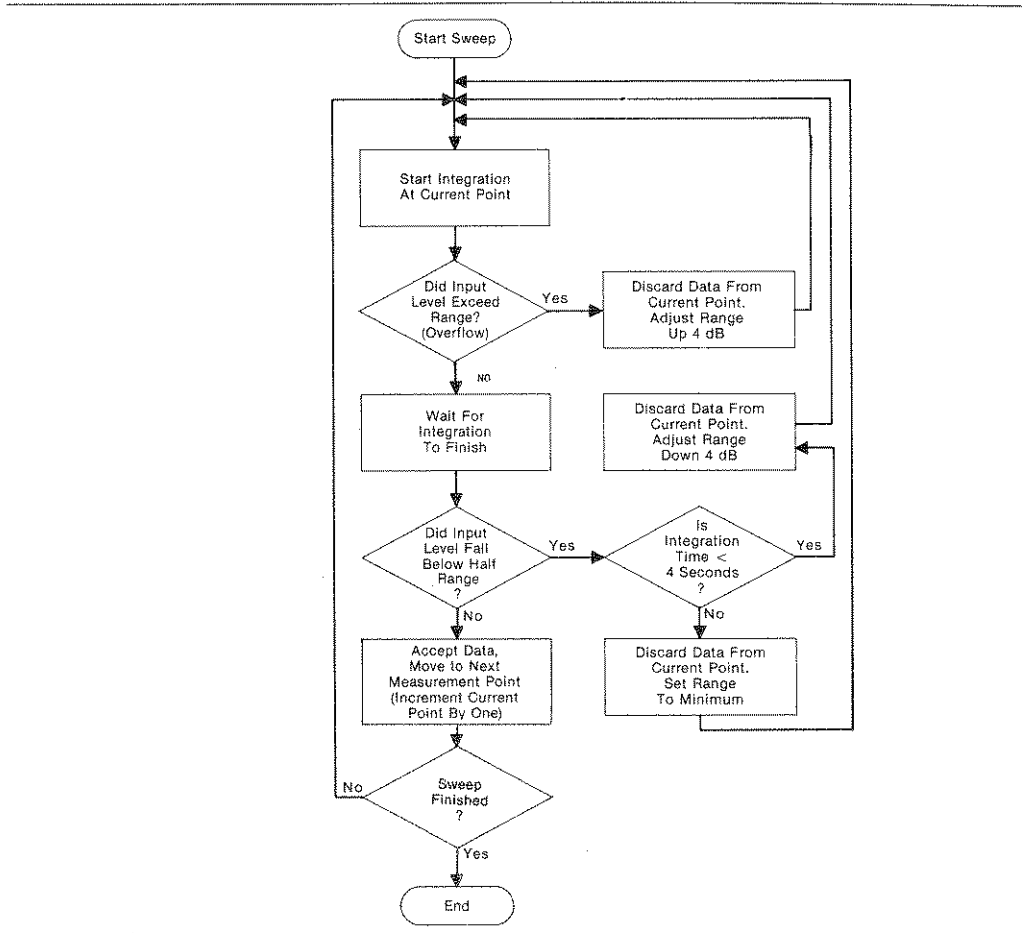 Start Sweep
Start Integration
At Current Point
Did Input
Level Exceed
Range?
(Overflow)
Yes
Discard Data From
Current Point.
Adjust Range
Up 4 dB
NO
Wait For
Integration
To Finish
Discard Data From
Current Point.
Adjust Range
Down 4 dB
Did Input
Level Fall
Below Half
Range
?
Yes
Is
Integration
Time <
4 Seconds
?
Yes
No
No
Accept Data,
Move to Next
Measurement Point
(Increment Current
Point By One)
Discard Data From
Current Point.
Set Range
To Minimum
No
Sweep
Finished
?
Yes
End